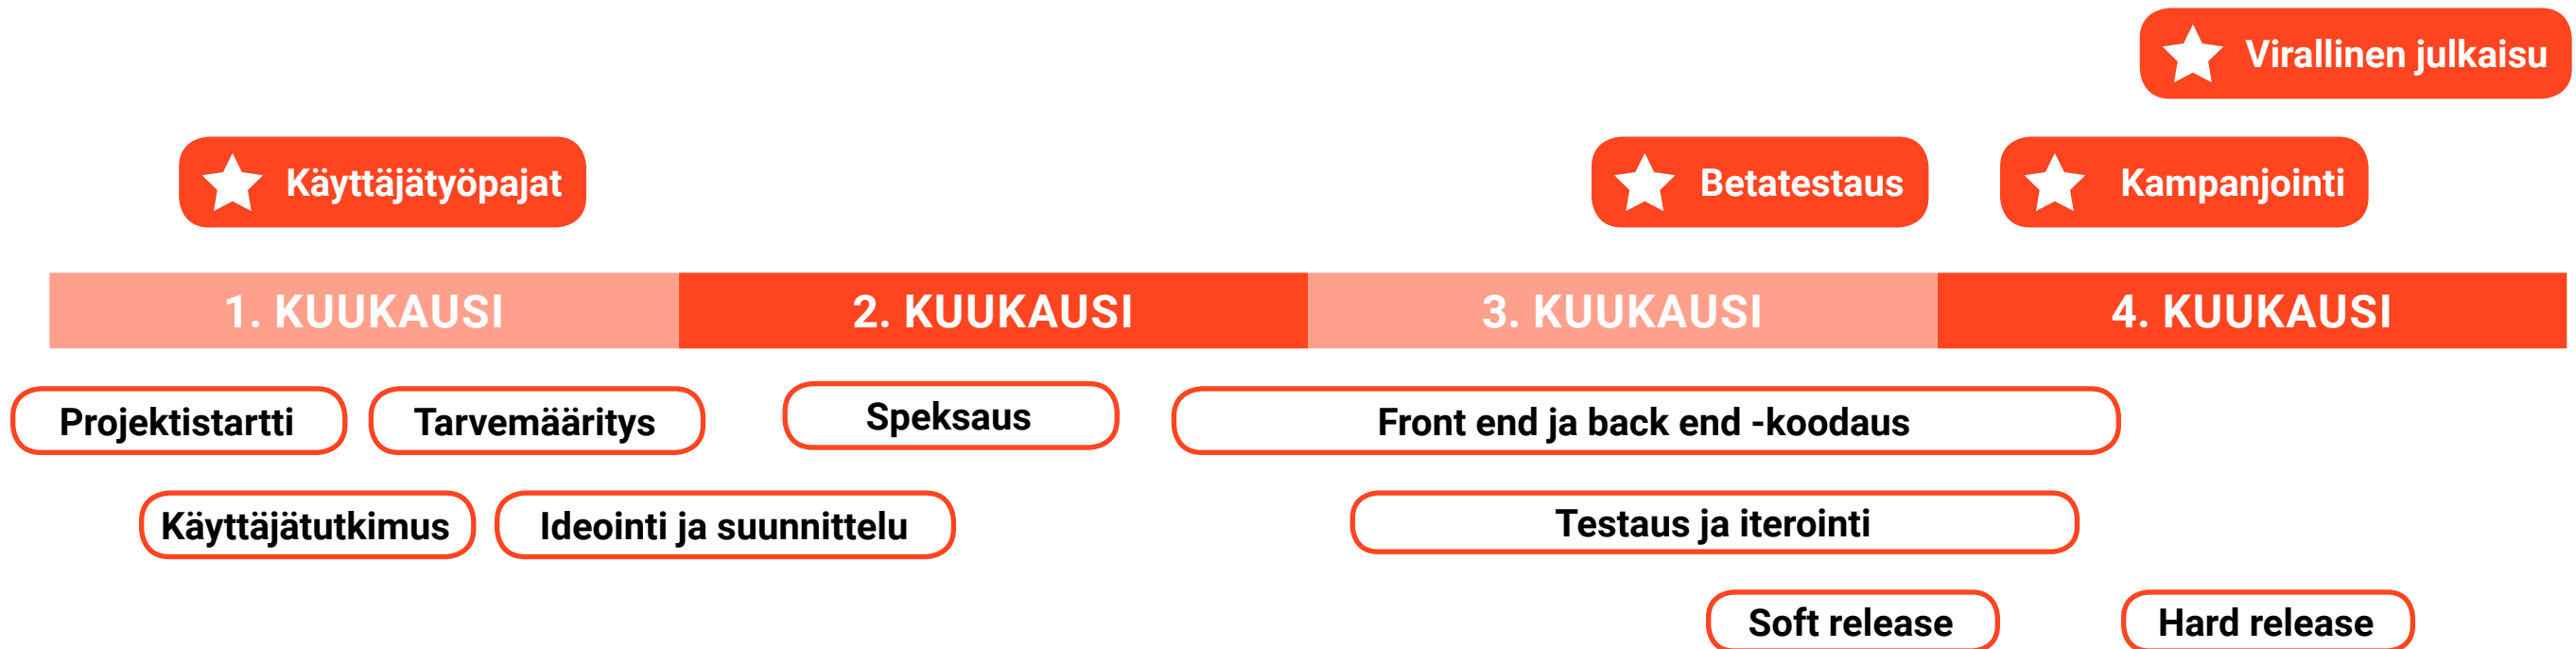 Virallinen julkaisu
Käyttäjätyöpajat
Betatestaus
Kampanjointi
1. KUUKAUSI
2. KUUKAUSI
3. KUUKAUSI
4. KUUKAUSI
Projektistartti
Tarvemääritys
Speksaus
Front end ja back end -koodaus
Käyttäjätutkimus
Ideointi ja suunnittelu
Testaus ja iterointi
Soft release
Hard release